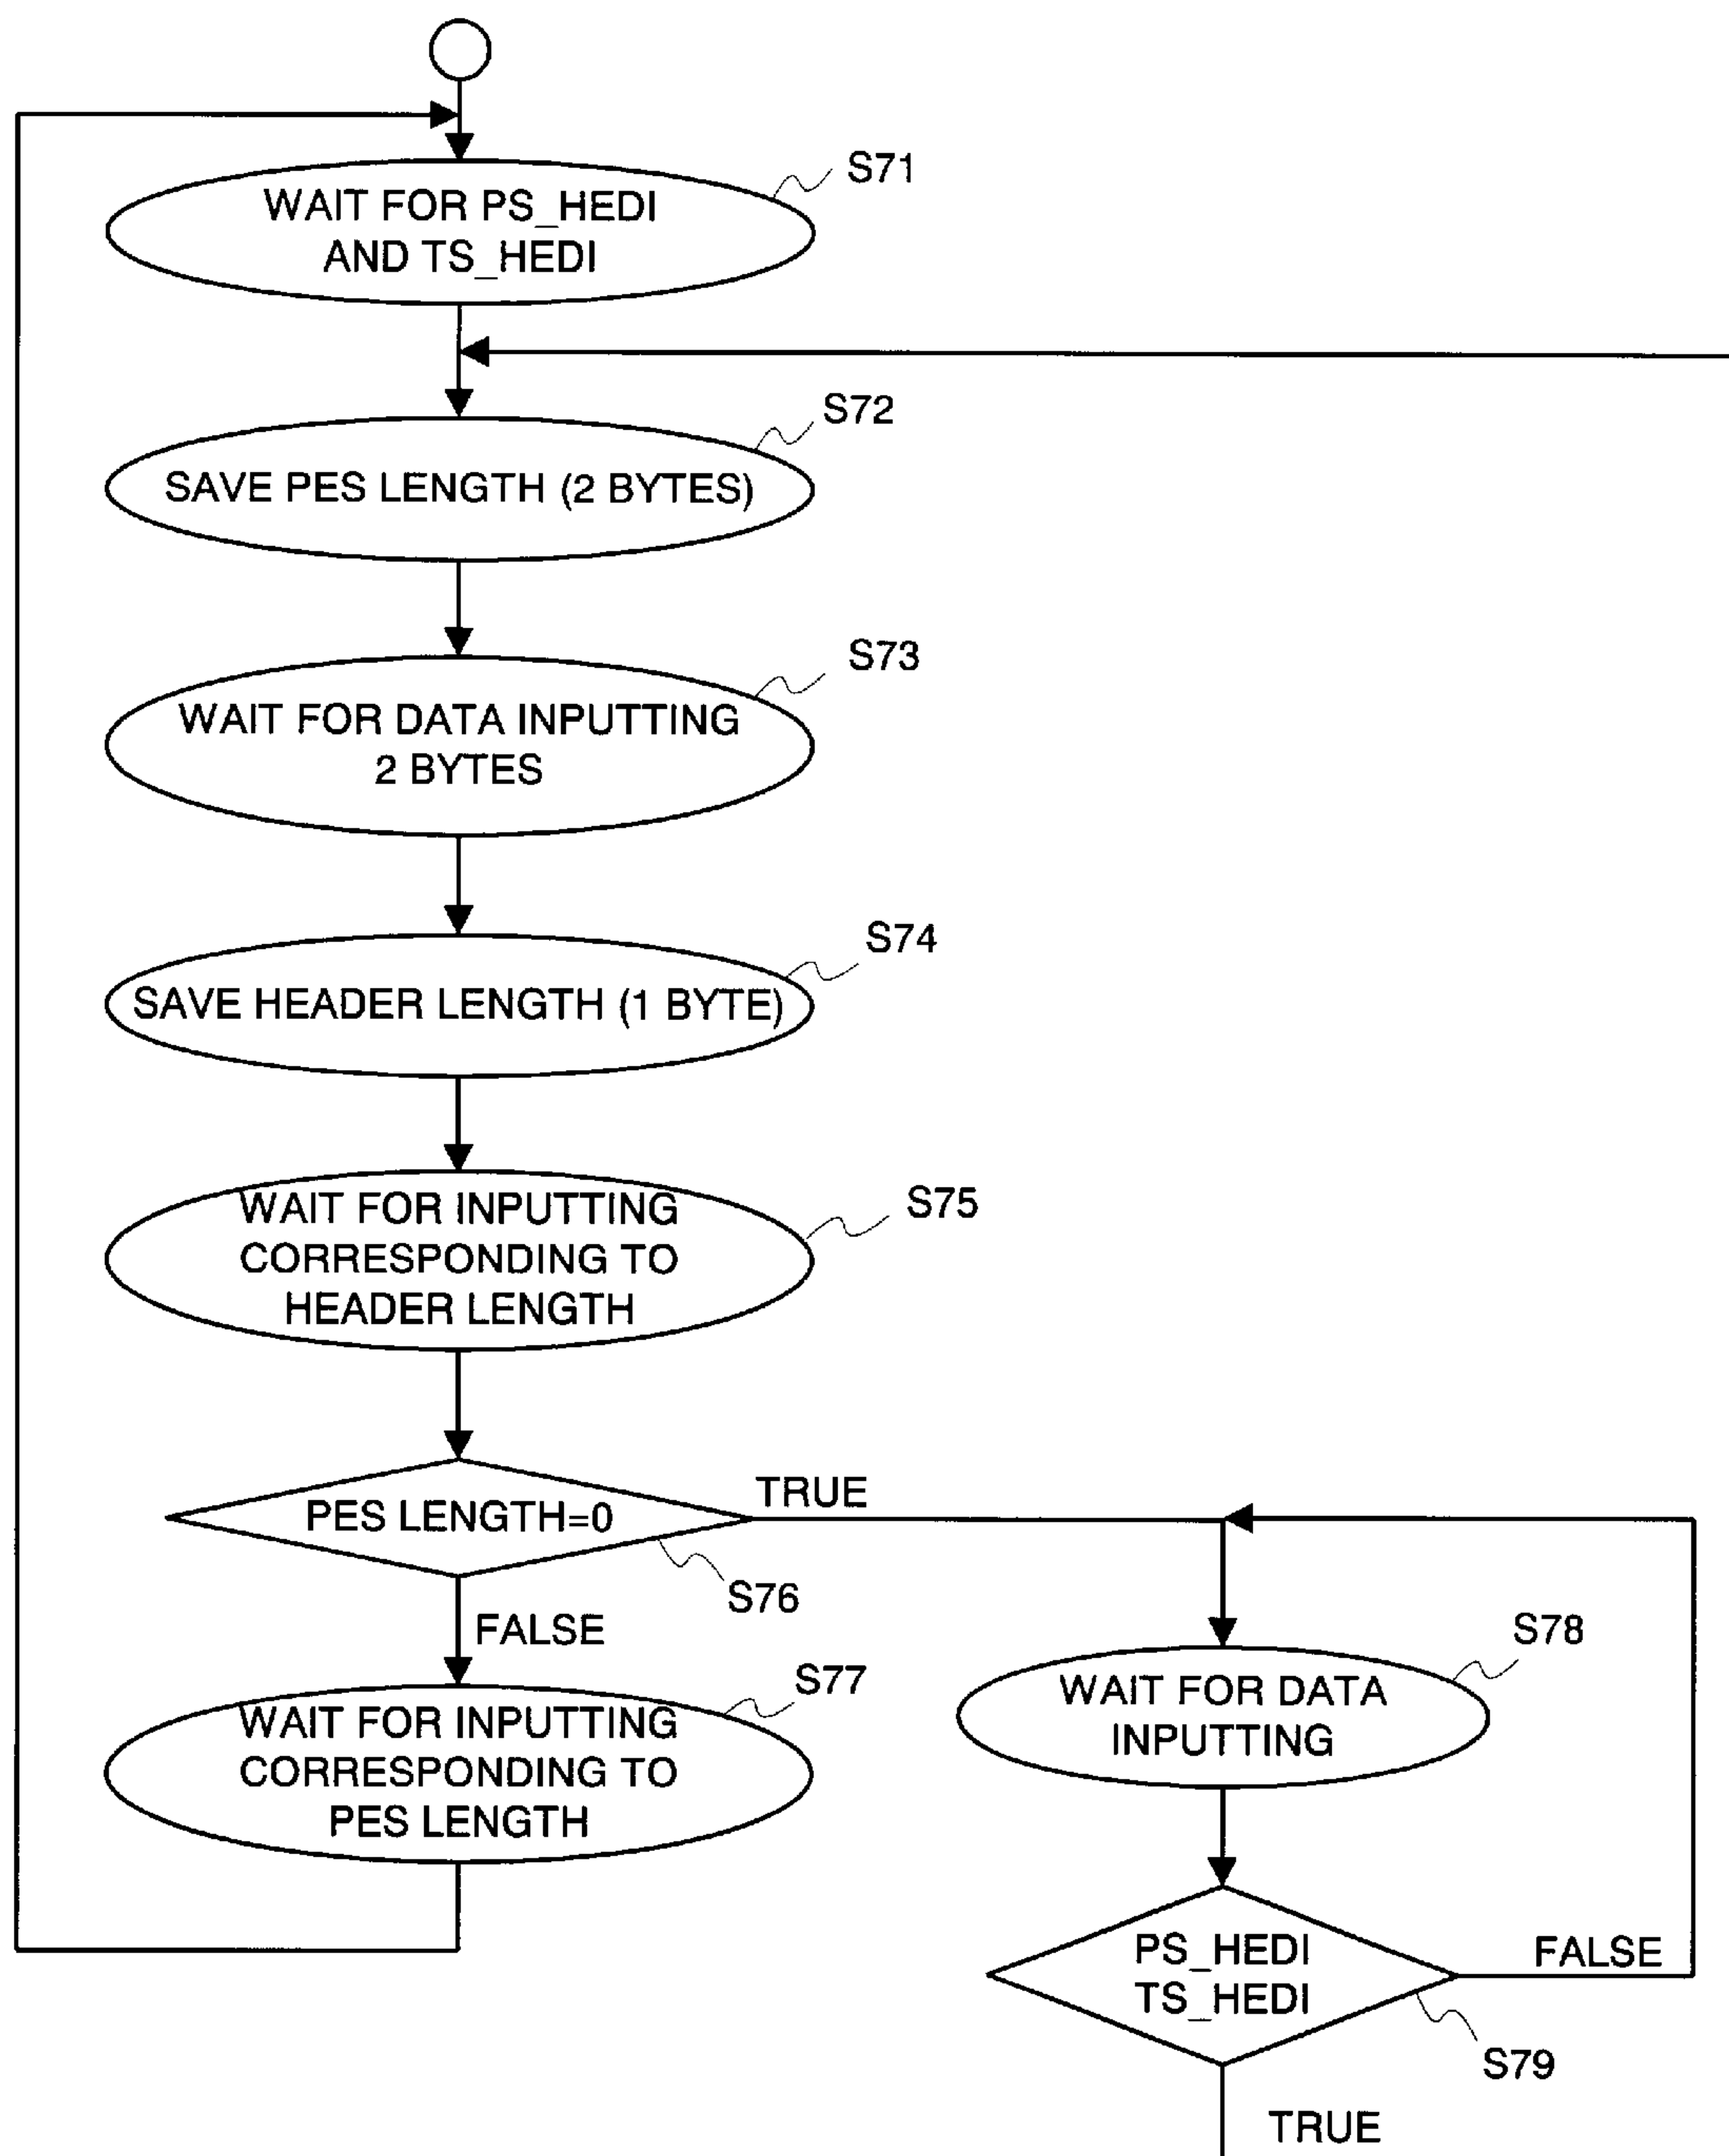 S71
WAIT FOR PS_HEDI
AND TS_HEDI
S72
SAVE PES LENGTH (2 BYTES)
S73
WAIT FOR DATA INPUTTING
2 BYTES
S74
SAVE HEADER LENGTH (1 BYTE)
S75
WAIT FOR INPUTTING
CORRESPONDING TO
HEADER LENGTH
TRUE
PES LENGTH=0
S76
FALSE
S77
WAIT FOR INPUTTING
CORRESPONDING TO
PES LENGTH
S78
WAIT FOR DATA
INPUTTING
PS_HEDI
TS_HEDI
FALSE
S79
TRUE